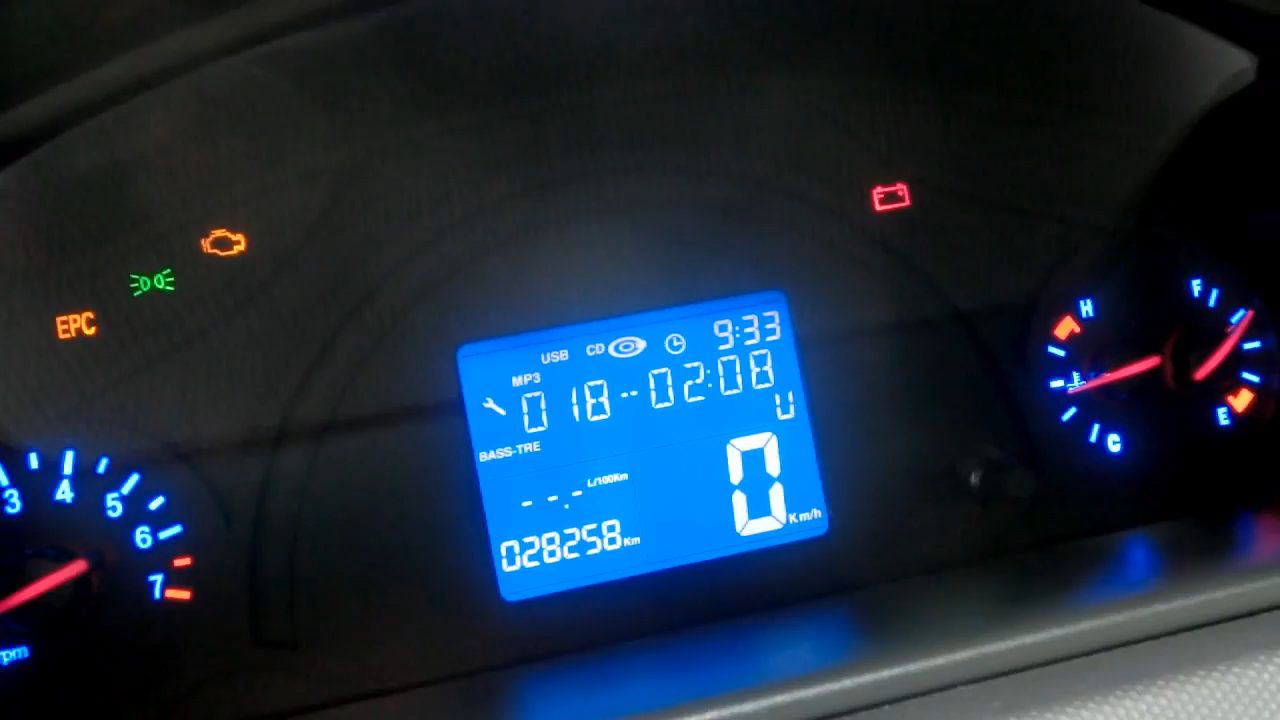 EPC
USB CD 9:33
MP3
018--02:08
U
BASS-TRE
--.- L/100Km
0 Km/h
028258 Km
3 4 5 6 7
rpm
H
C
F
E